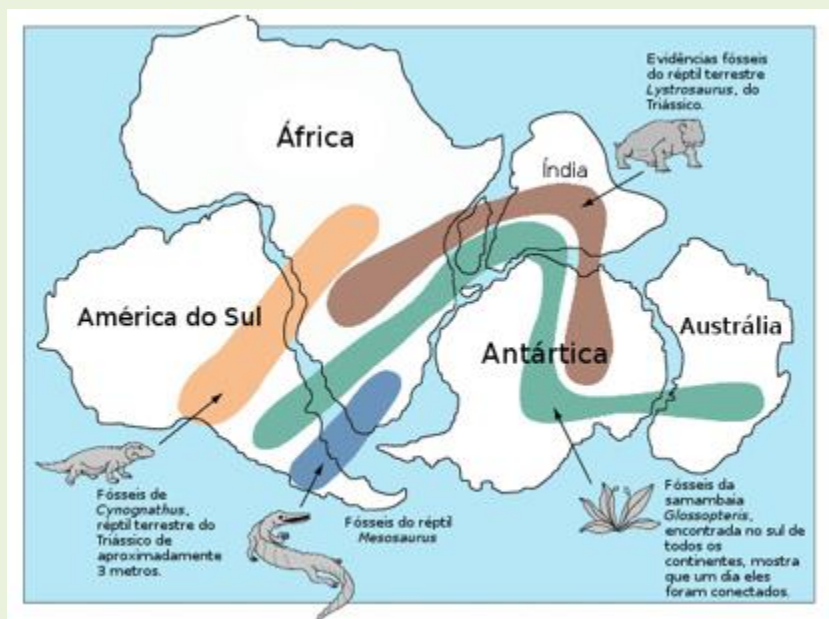 Evidências fósseis
do réptil terrestre
Lystrosaurus, do
Triássico.
África
Índia
América do Sul
Austrália
Antártica
Fósseis de
Cynognathus,
réptil terrestre do
Triássico de
aproximadamente
3 metros.
Fósseis do réptil
Mesosaurus
Fósseis da
samambaia
Glossopteris,
encontrada no sul de
todos os
continentes, mostra
que um dia eles
foram conectados.